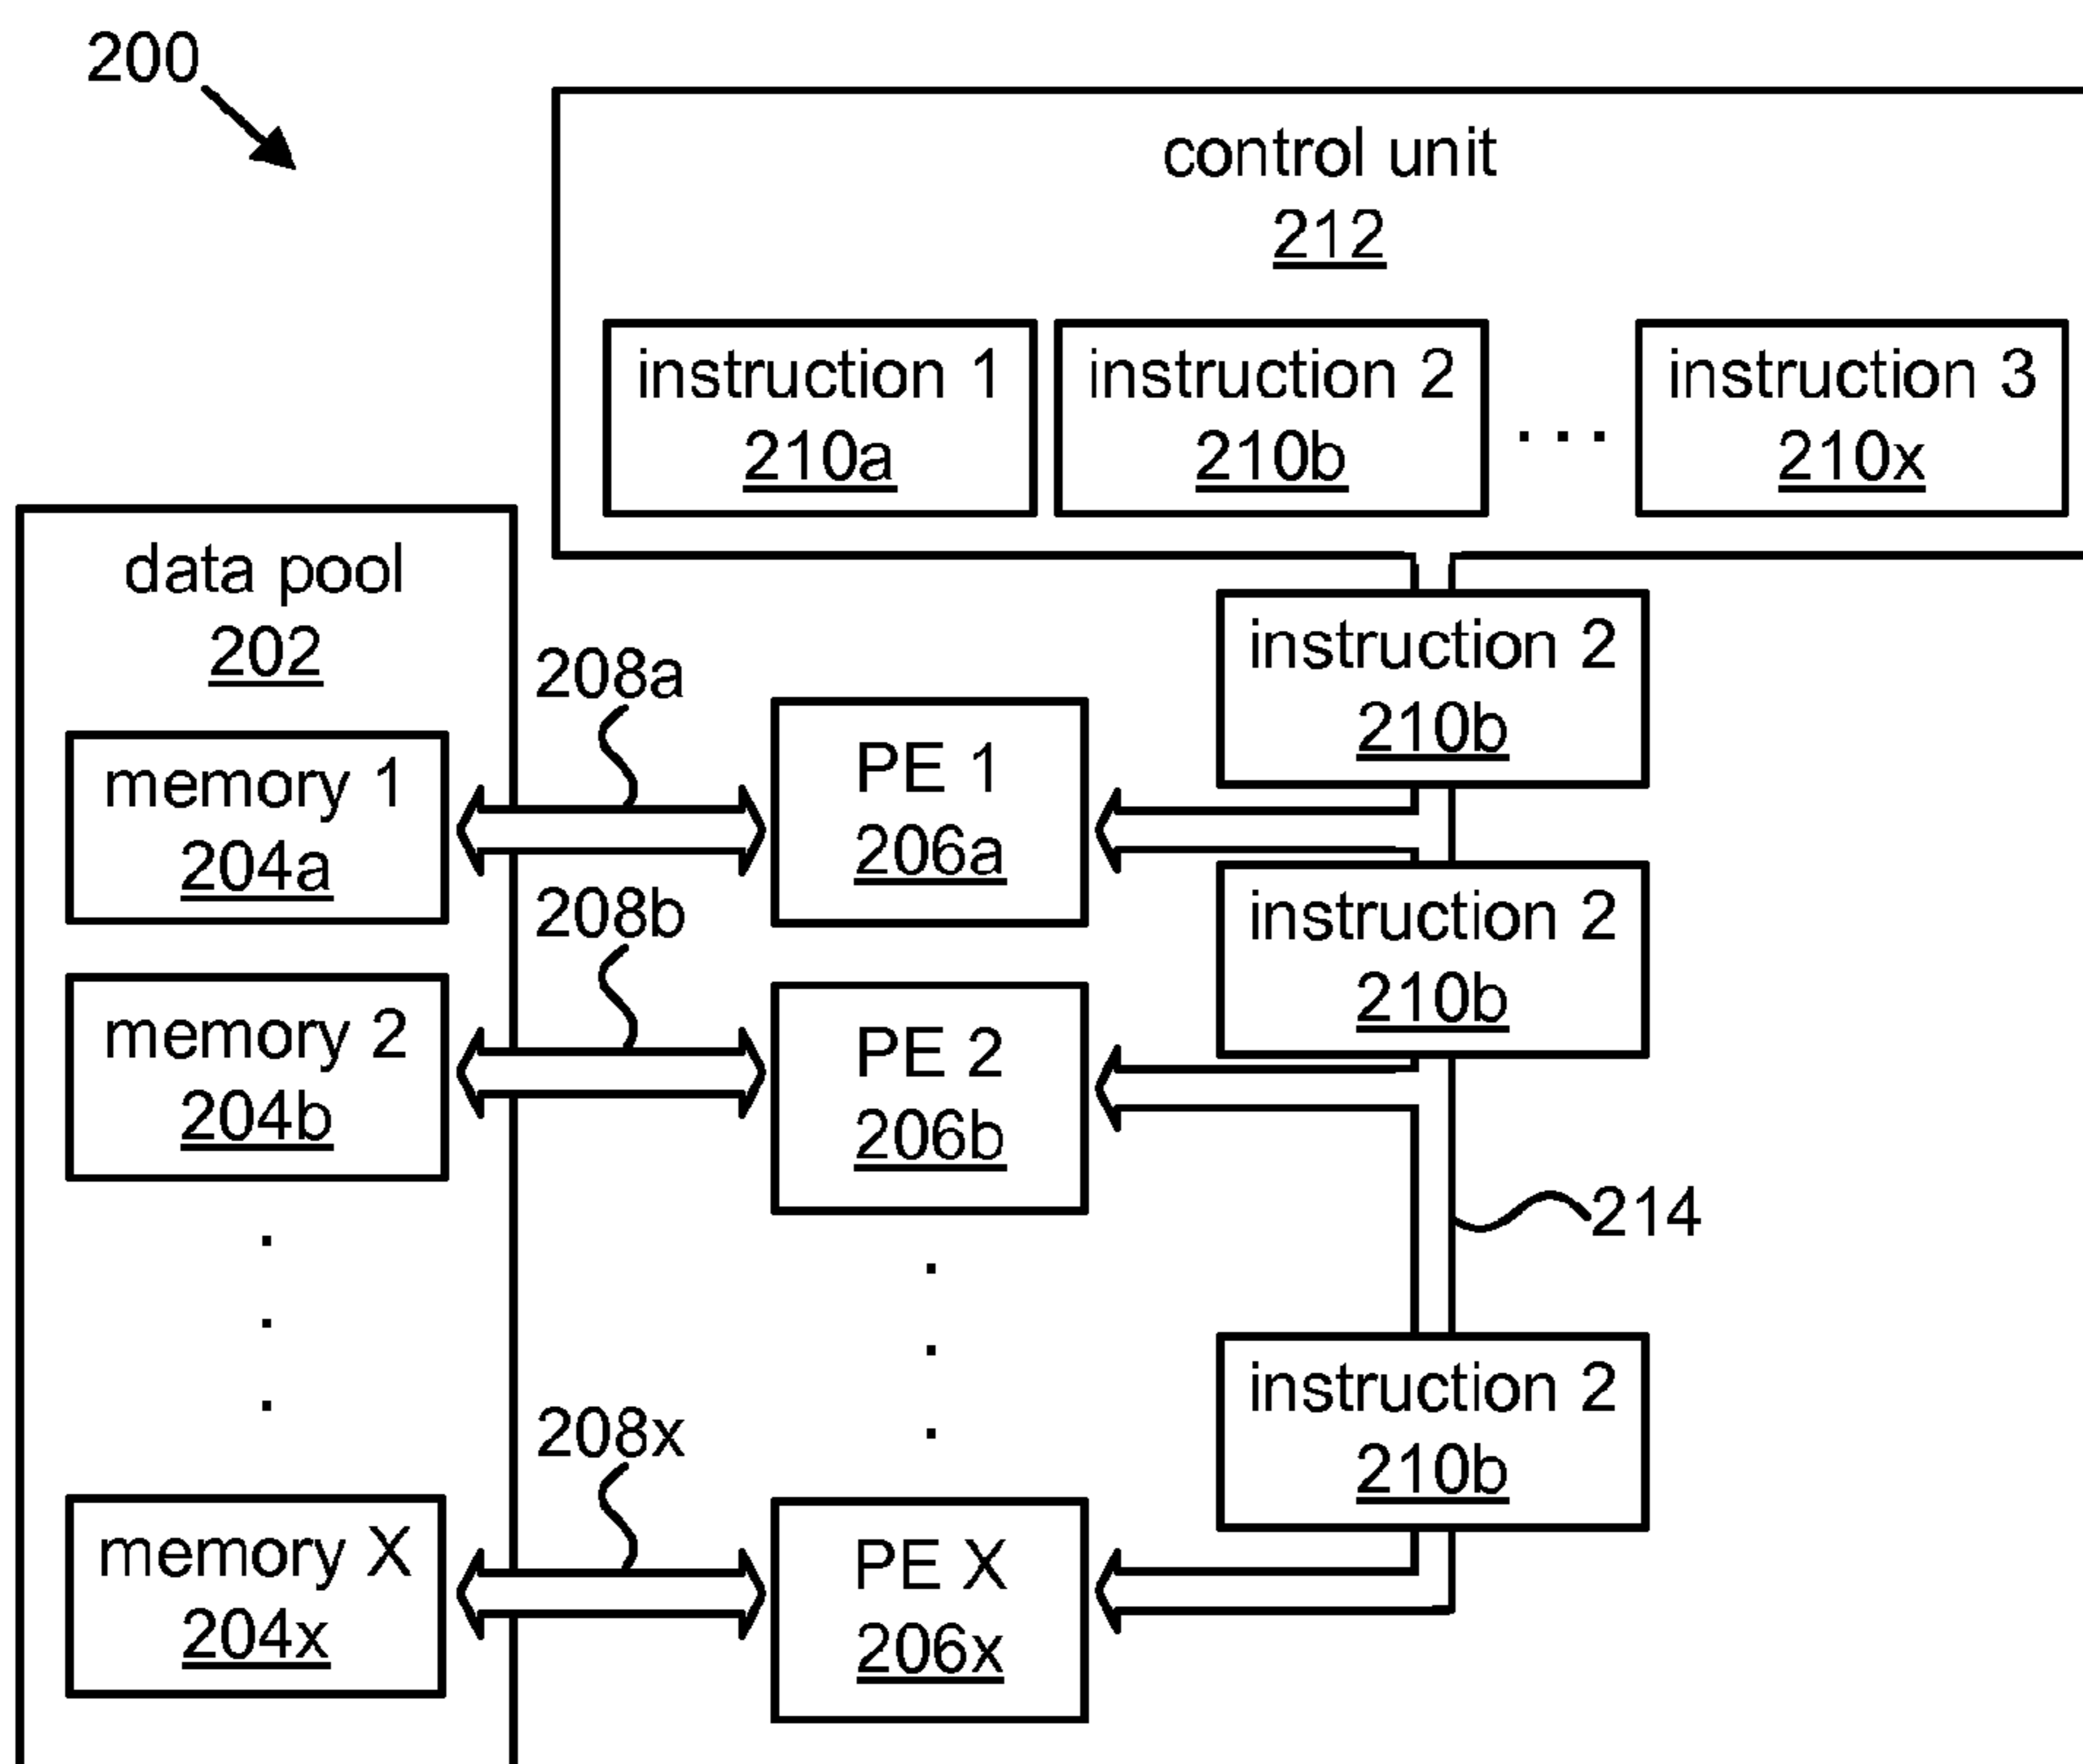 200
control unit
212
instruction 1
210a
instruction 2
210b
. . .
instruction 3
210x
data pool
202
memory 1
204a
memory 2
204b
.
.
.
memory X
204x
208a
208b
208x
PE 1
206a
PE 2
206b
.
.
.
PE X
206x
instruction 2
210b
instruction 2
210b
214
instruction 2
210b